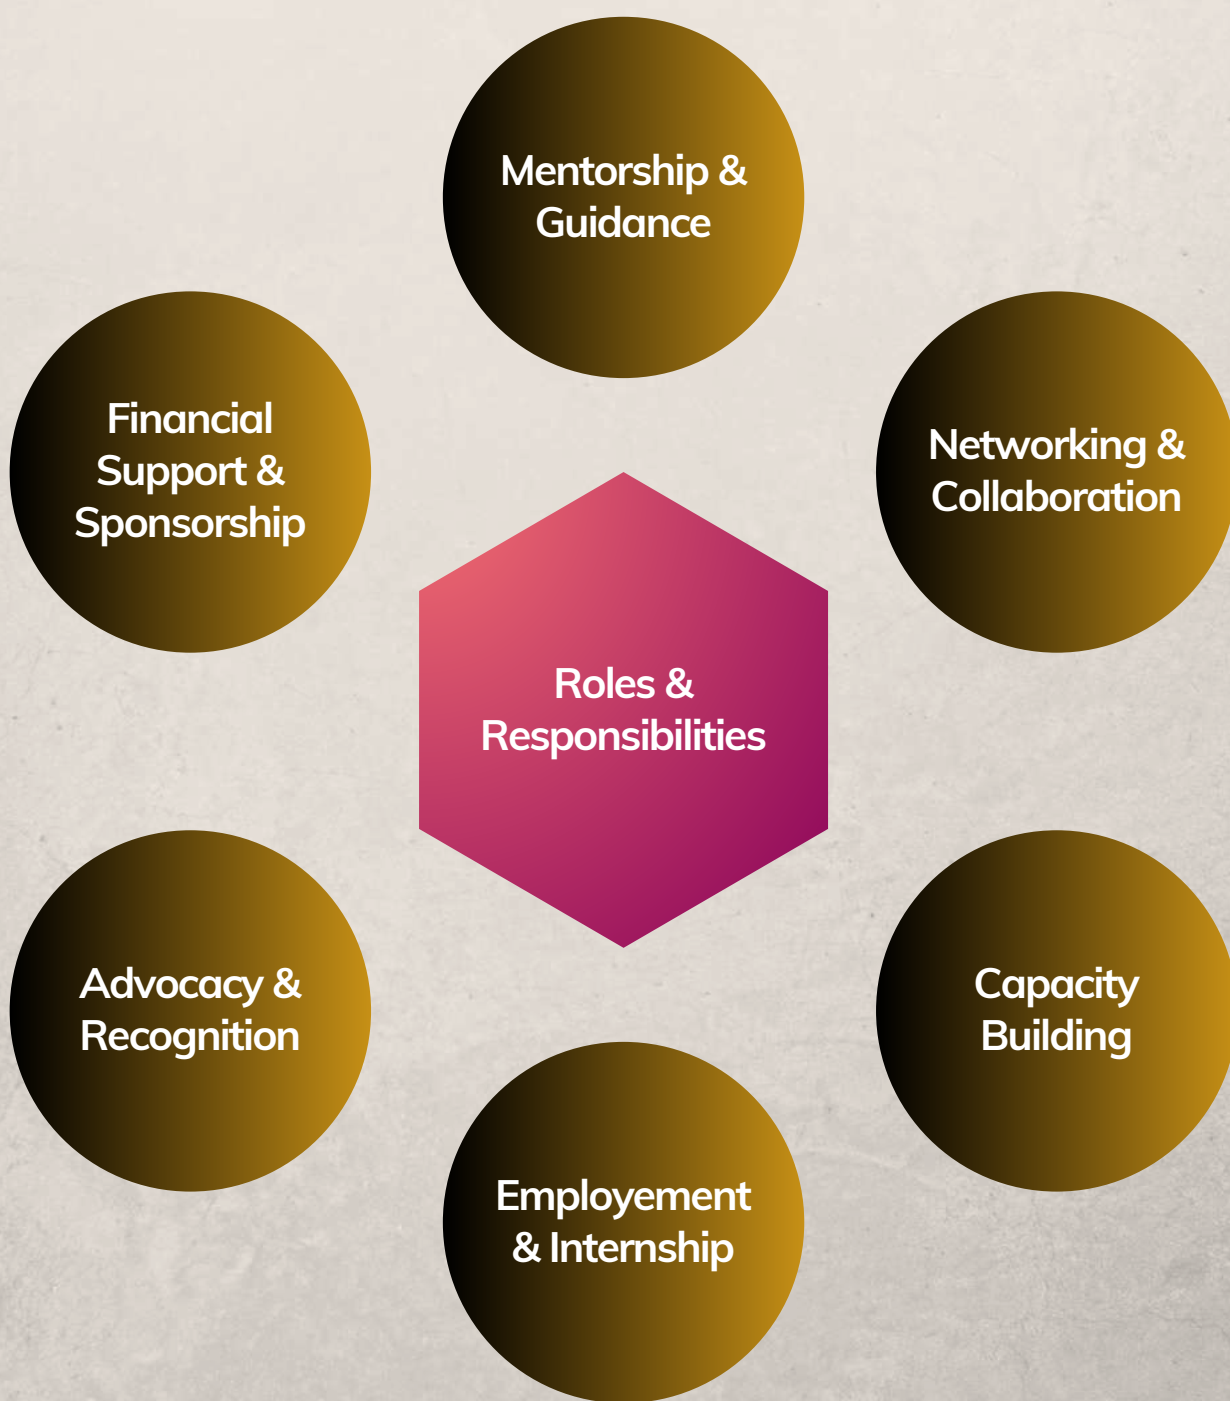 Mentorship &
Guidance
Financial
Support &
Sponsorship
Networking &
Collaboration
Roles &
Responsibilities
Advocacy &
Recognition
Capacity
Building
Employement
& Internship